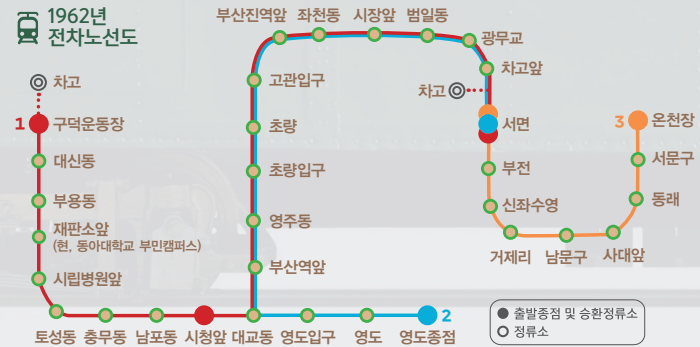 1962년
전차노선도
차고
1 구덕운동장
대신동
부용동
재판소앞
(현, 동아대학교 부민캠퍼스)
시립병원앞
토성동 충무동 남포동 시청앞 대교동 영도입구 영도 영도종점 2
부산역앞
영주동
초량입구
초량
고관입구
부산진역앞 좌천동 시장앞 범일동
광무교
차고앞
차고
서면
부전
신좌수영
거제리 남문구 사대앞
동래
서문구
3 온천장
출발종점 및 승환정류소
정류소